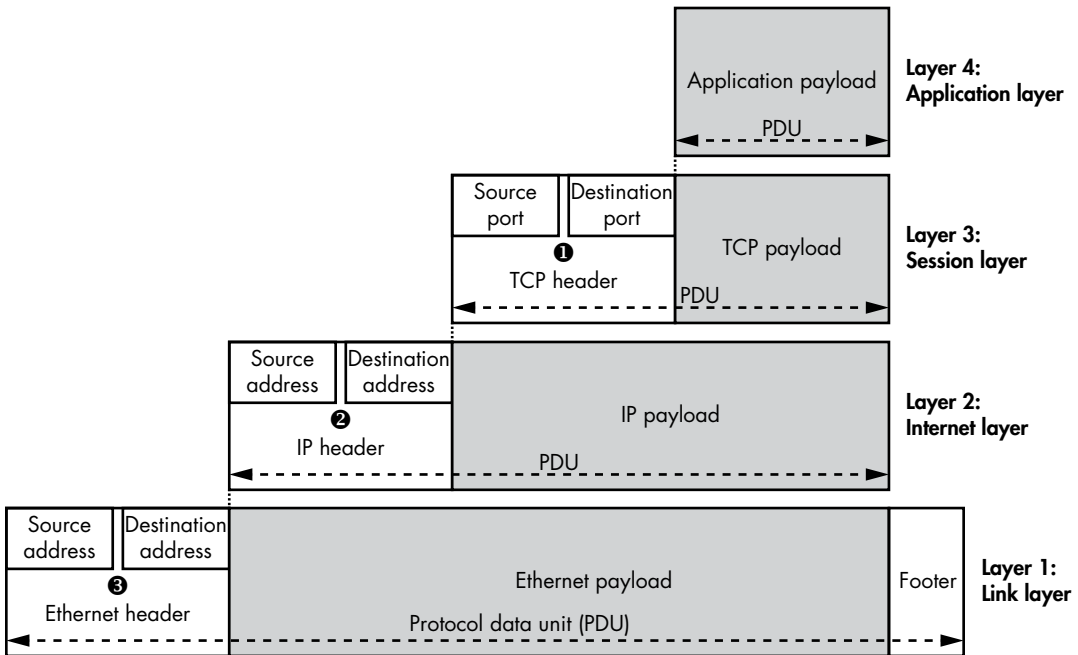 Application payload
PDU
Layer 4:
Application layer
Source
port
Destination
port
❶
TCP header
TCP payload
PDU
Layer 3:
Session layer
Source
address
Destination
address
❷
IP header
IP payload
PDU
Layer 2:
Internet layer
Source
address
Destination
address
❸
Ethernet header
Ethernet payload
Footer
Protocol data unit (PDU)
Layer 1:
Link layer